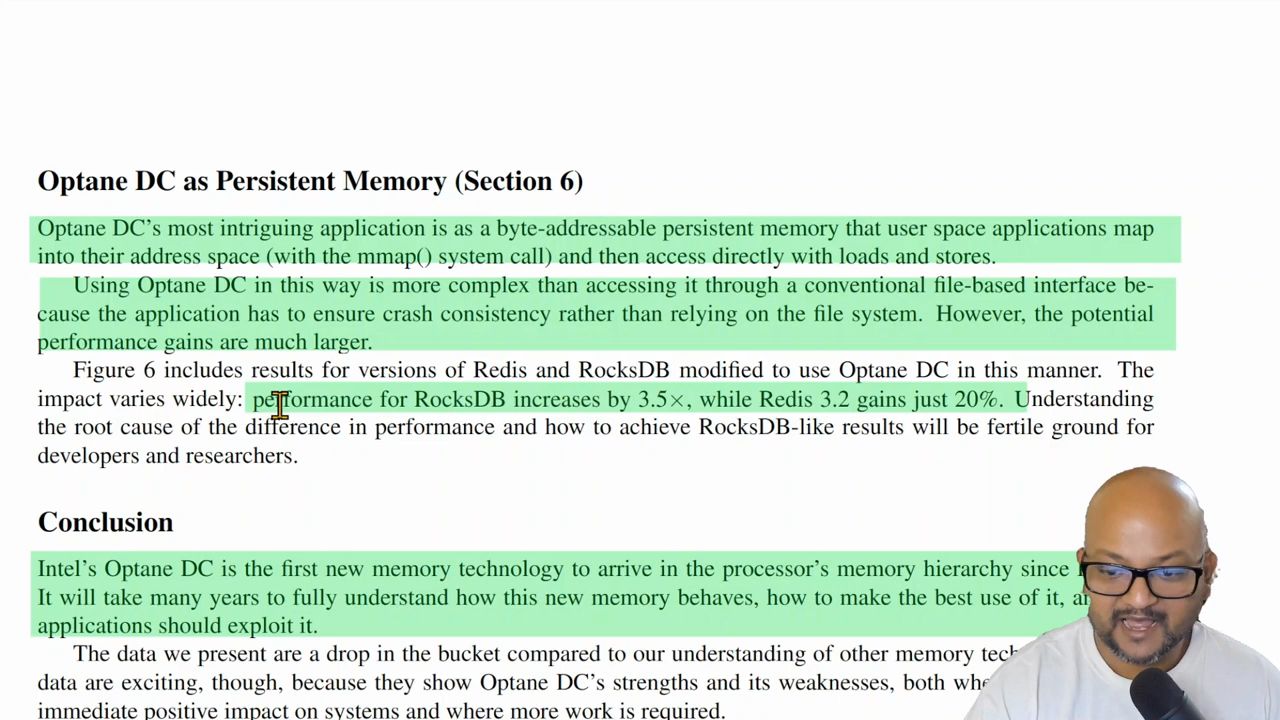 Optane DC as Persistent Memory (Section 6)
Optane DC's most intriguing application is as a byte-addressable persistent memory that user space applications map
into their address space (with the mmap() system call) and then access directly with loads and stores.
Using Optane DC in this way is more complex than accessing it through a conventional file-based interface be-
cause the application has to ensure crash consistency rather than relying on the file system. However, the potential
performance gains are much larger.
Figure 6 includes results for versions of Redis and RocksDB modified to use Optane DC in this manner. The
impact varies widely: performance for RocksDB increases by 3.5×, while Redis 3.2 gains just 20%. Understanding
the root cause of the difference in performance and how to achieve RocksDB-like results will be fertile ground for
developers and researchers.
Conclusion
Intel's Optane DC is the first new memory technology to arrive in the processor's memory hierarchy since
It will take many years to fully understand how this new memory behaves, how to make the best use of it,
applications should exploit it.
The data we present are a drop in the bucket compared to our understanding of other memory
data are exciting, though, because they show Optane DC's strengths and its weaknesses, both
immediate positive impact on systems and where more work is required.